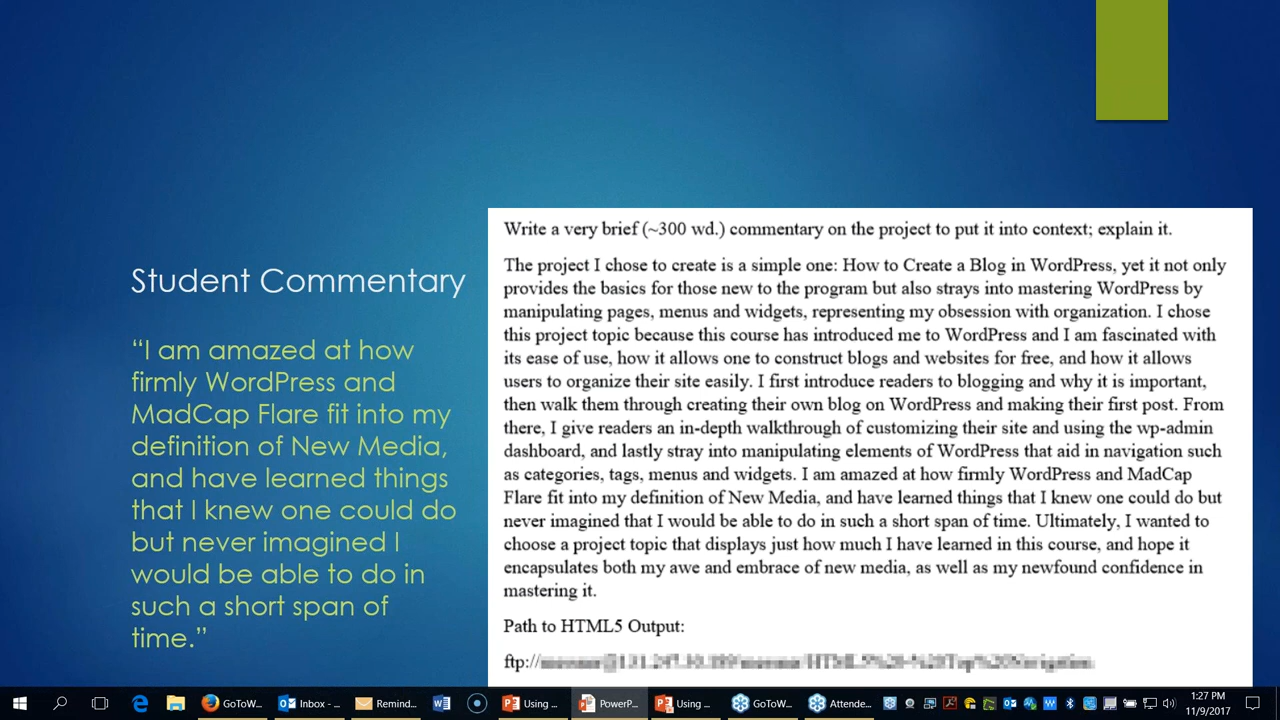 Student Commentary
“I am amazed at how
firmly WordPress and
MadCap Flare fit into my
definition of New Media,
and have learned things
that I knew one could do
but never imagined I
would be able to do in
such a short span of
time.”
Write a very brief (~300 wd.) commentary on the project to put it into context; explain it.
The project I chose to create is a simple one: How to Create a Blog in WordPress, yet it not only
provides the basics for those new to the program but also strays into mastering WordPress by
manipulating pages, menus and widgets, representing my obsession with organization. I chose
this project topic because this course has introduced me to WordPress and I am fascinated with
its ease of use, how it allows one to construct blogs and websites for free, and how it allows
users to organize their site easily. I first introduce readers to blogging and why it is important,
then walk them through creating their own blog on WordPress and making their first post. From
there, I give readers an in-depth walkthrough of customizing their site and using the wp-admin
dashboard, and lastly stray into manipulating elements of WordPress that aid in navigation such
as categories, tags, menus and widgets. I am amazed at how firmly WordPress and MadCap
Flare fit into my definition of New Media, and have learned things that I knew one could do but
never imagined that I would be able to do in such a short span of time. Ultimately, I wanted to
choose a project topic that displays just how much I have learned in this course, and hope it
encapsulates both my awe and embrace of new media, as well as my newfound confidence in
mastering it.
Path to HTML5 Output:
ftp://
GoToW... Inbox - ... Remind... Using ... PowerP... Using ... GoToW... Attende...
1:27 PM
11/9/2017